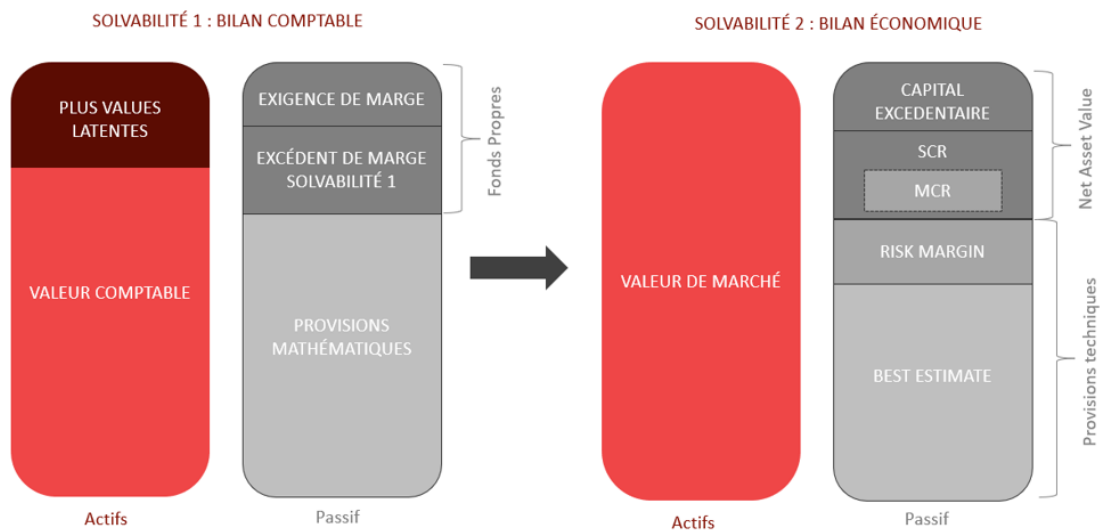 SOLVABILITÉ 1 : BILAN COMPTABLE
PLUS VALUES
LATENTES
VALEUR COMPTABLE
Actifs
EXIGENCE DE MARGE
EXCÉDENT DE MARGE
SOLVABILITÉ 1
PROVISIONS
MATHÉMATIQUES
Passif
Fonds Propres
SOLVABILITÉ 2 : BILAN ÉCONOMIQUE
VALEUR DE MARCHÉ
Actifs
CAPITAL
EXCEDENTAIRE
SCR
MCR
RISK MARGIN
BEST ESTIMATE
Passif
Net Asset Value
Provisions techniques